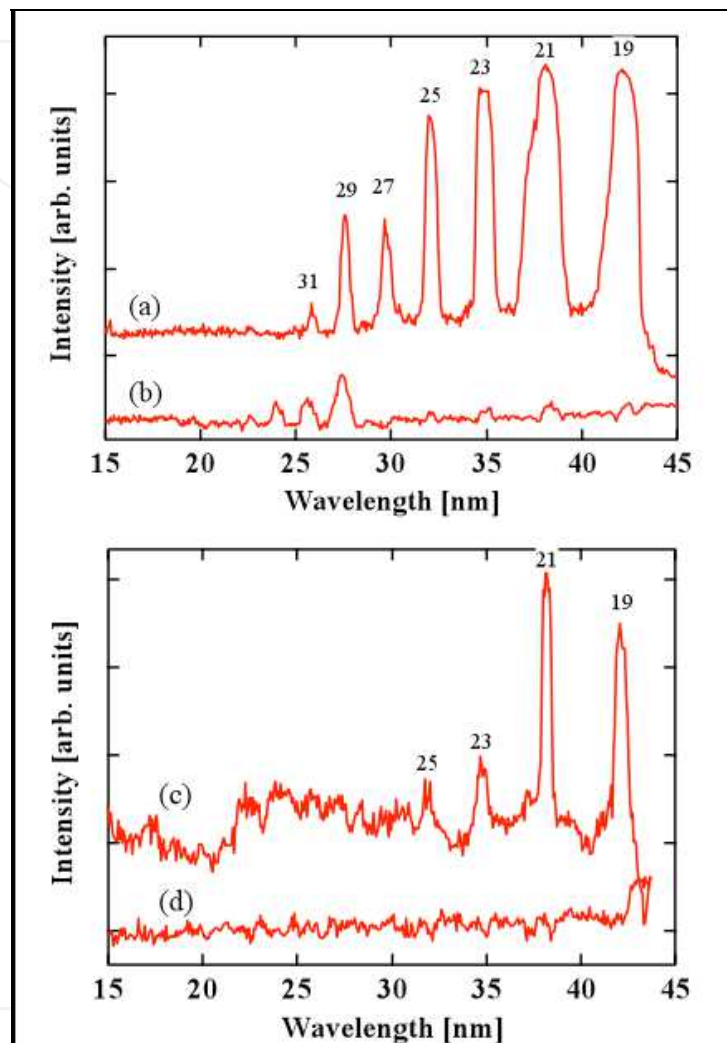 21
19
23
25
29
27
31
(a)
(b)
Intensity [arb. units]
15 20 25 30 35 40 45
Wavelength [nm]
21
19
23
25
(c)
(d)
Intensity [arb. units]
15 20 25 30 35 40 45
Wavelength [nm]